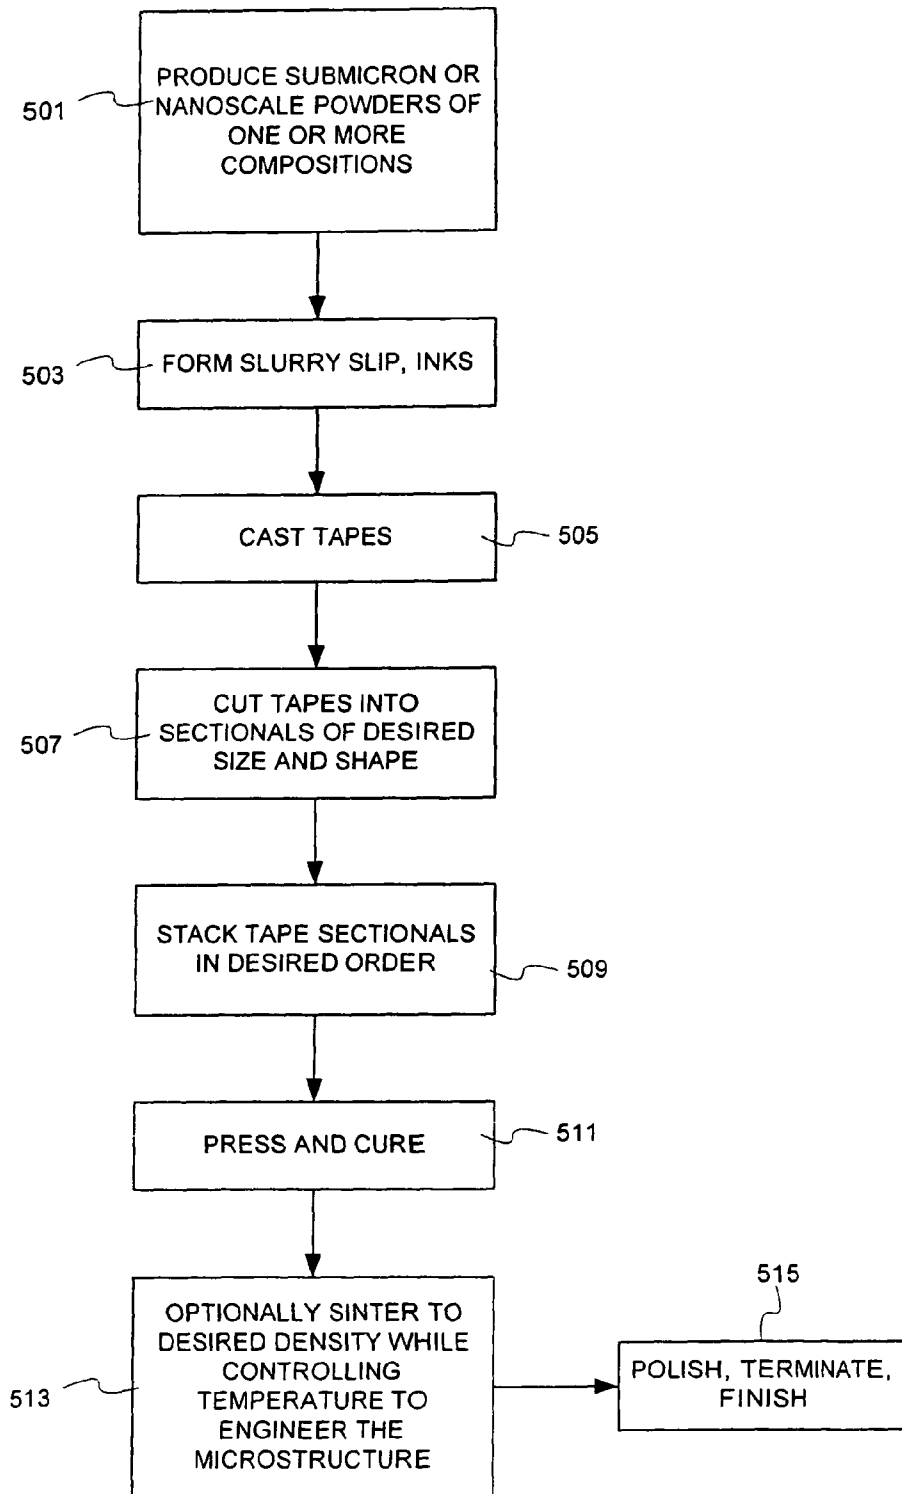 PRODUCE SUBMICRON OR
501
NANOSCALE POWDERS OF
ONE OR MORE
COMPOSITIONS
503
FORM SLURRY SLIP, INKS
CAST TAPES
505
CUT TAPES INTO
507
SECTIONALS OF DESIRED
SIZE AND SHAPE
STACK TAPE SECTIONALS
IN DESIRED ORDER
509
PRESS AND CURE
511
OPTIONALLY SINTER TO
DESIRED DENSITY WHILE
CONTROLLING
513
TEMPERATURE TO
ENGINEER THE
MICROSTRUCTURE
515
POLISH, TERMINATE,
FINISH